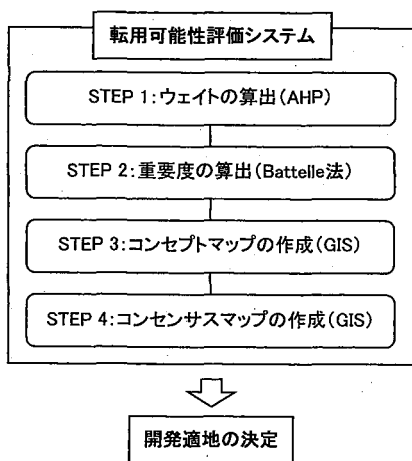 転用可能性評価システム
STEP 1:ウェイトの算出(AHP)
STEP 2:重要度の算出(Battelle法)
STEP 3:コンセプトマップの作成(GIS)
STEP 4:コンセンサスマップの作成(GIS)
開発適地の決定